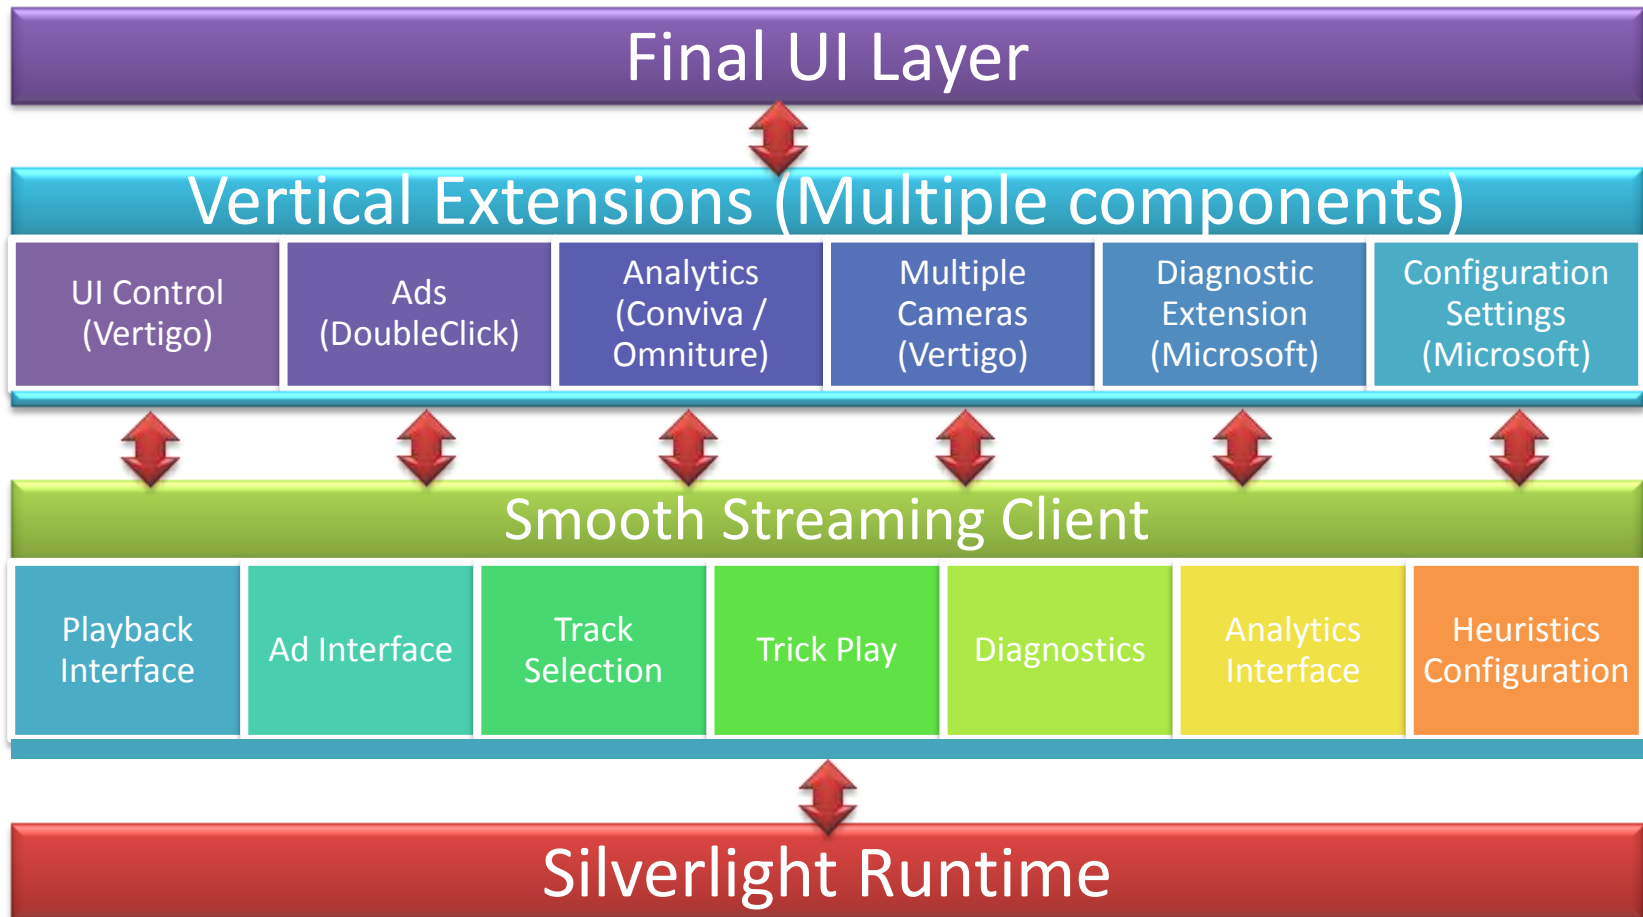 Final UI Layer
Vertical Extensions (Multiple components)
UI Control
(Vertigo)
Ads
(DoubleClick)
Analytics
(Conviva /
Omniture)
Multiple
Cameras
(Vertigo)
Diagnostic
Extension
(Microsoft)
Configuration
Settings
(Microsoft)
Smooth Streaming Client
Playback
Interface
Ad Interface
Track
Selection
Trick Play
Diagnostics
Analytics
Interface
Heuristics
Configuration
Silverlight Runtime